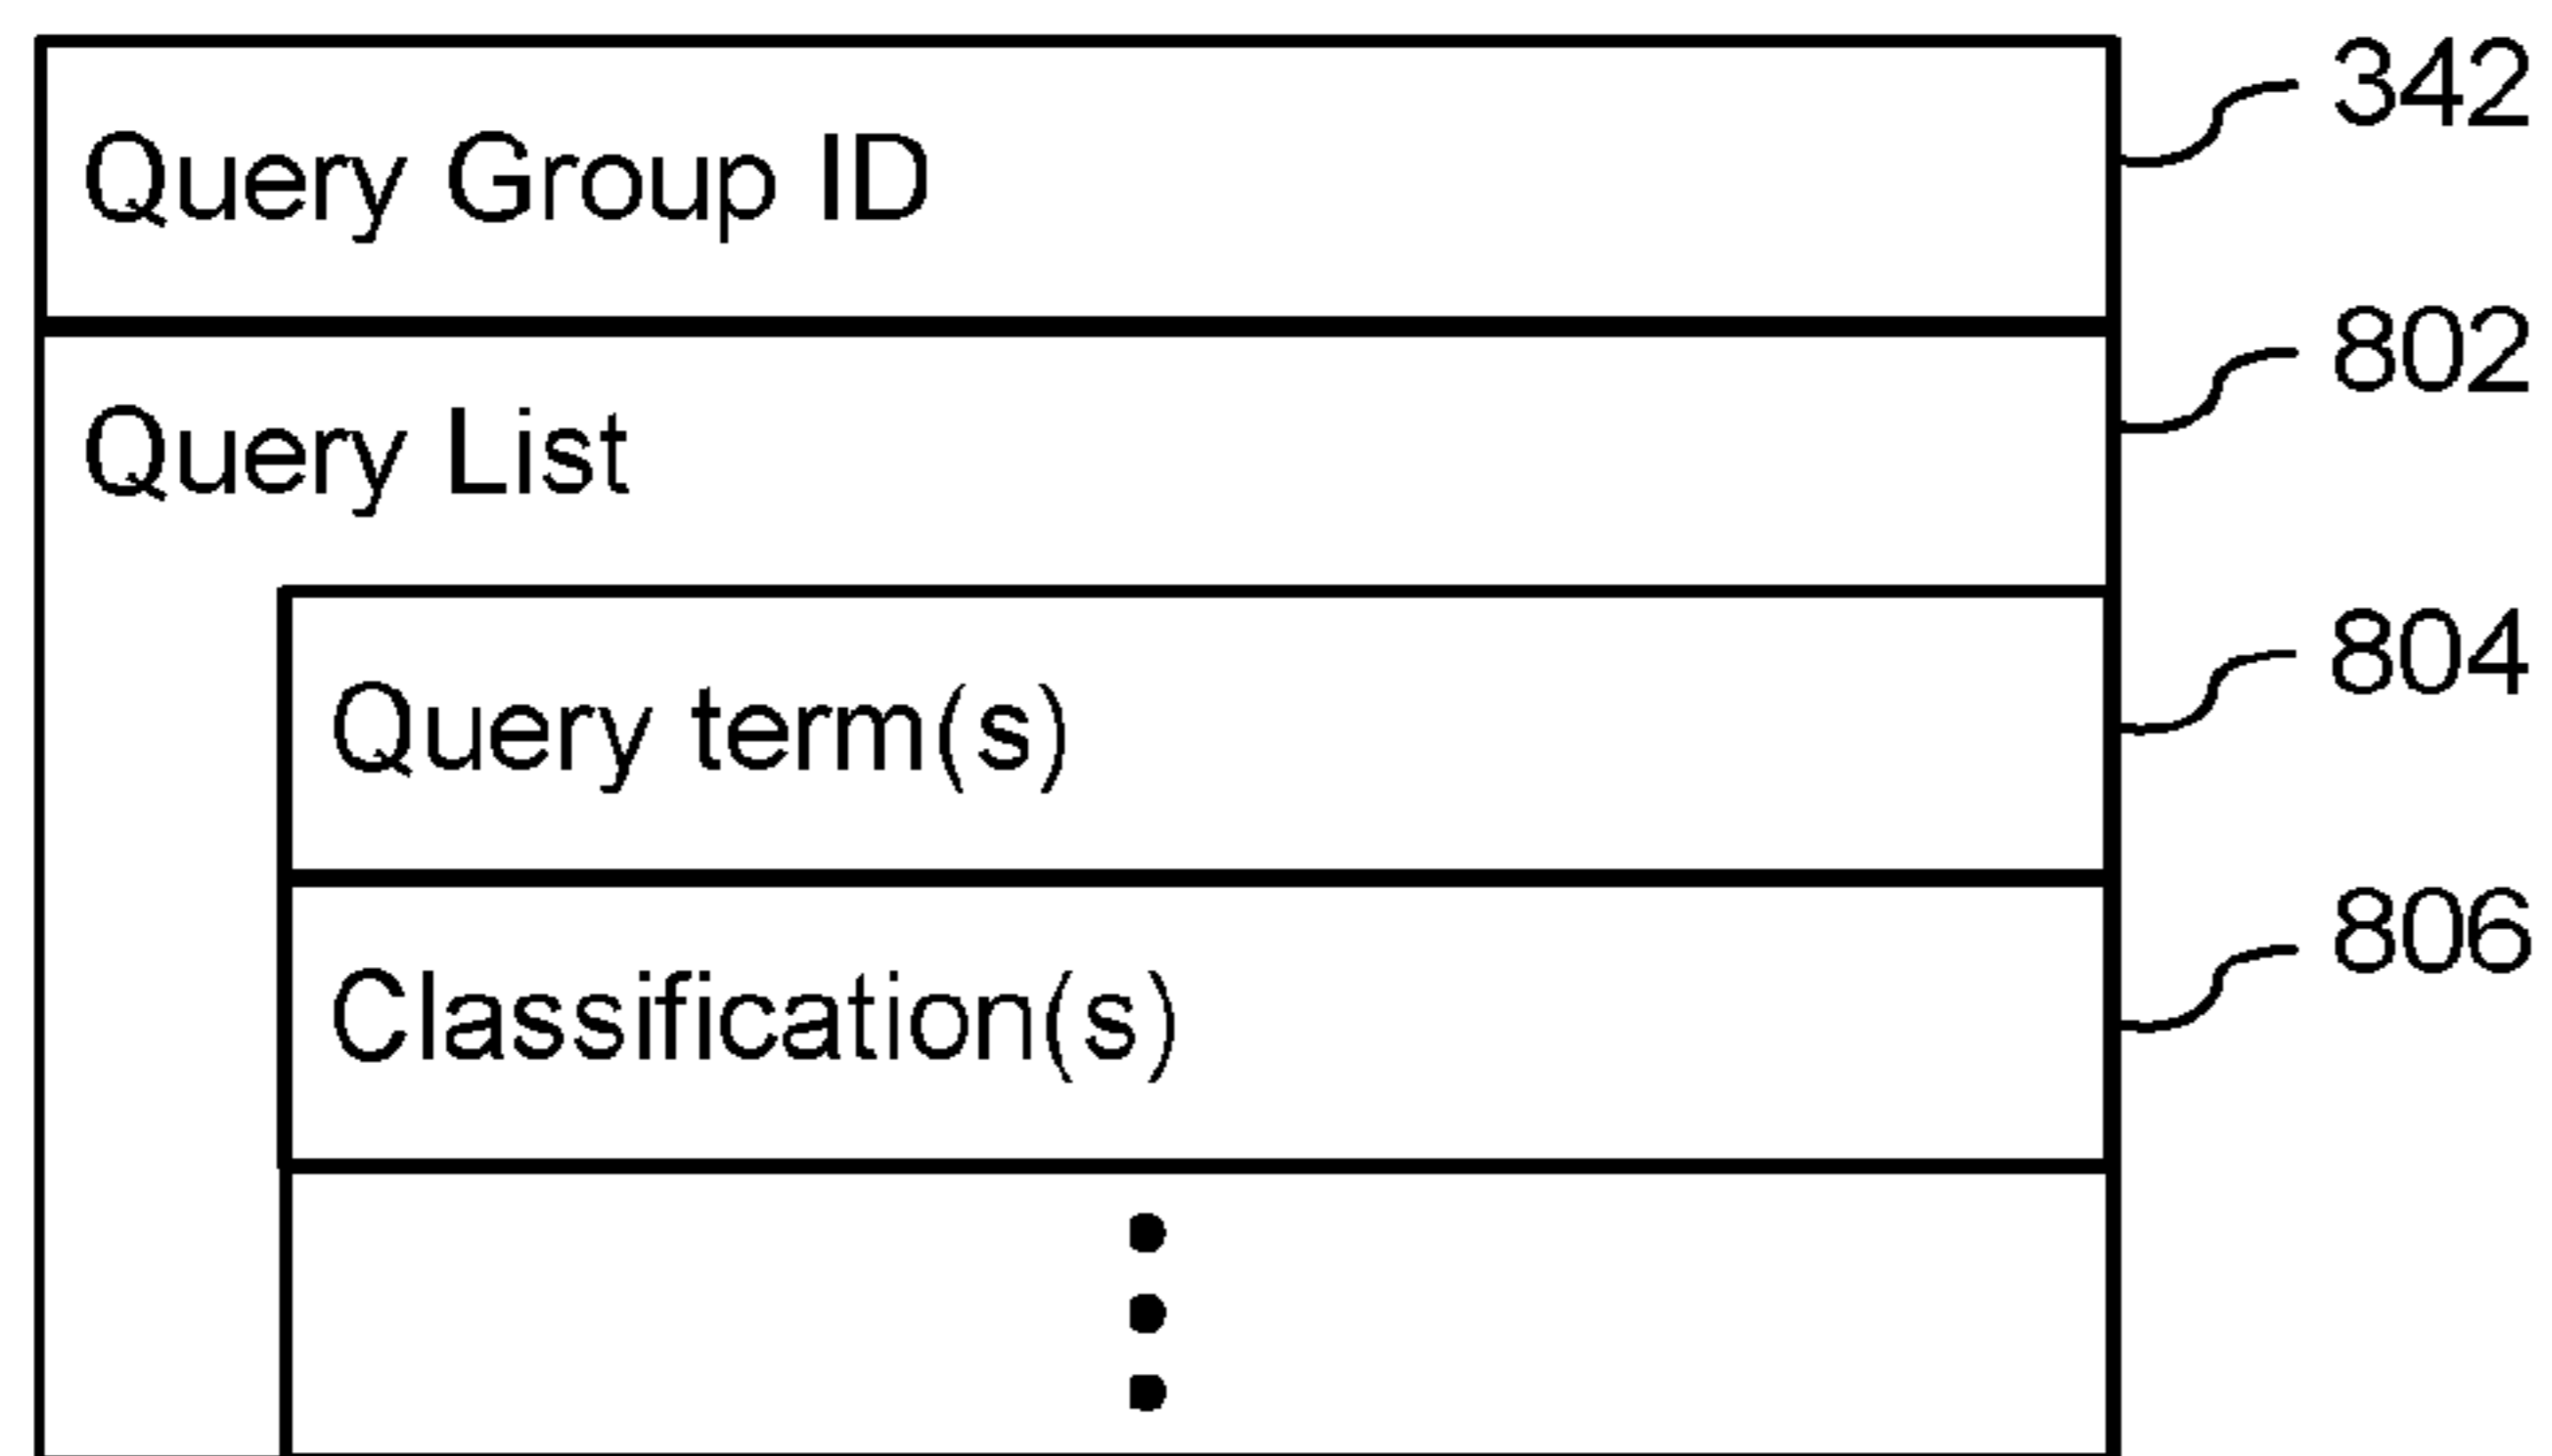 Query Group ID 342
Query List 802
Query term(s) 804
Classification(s) 806